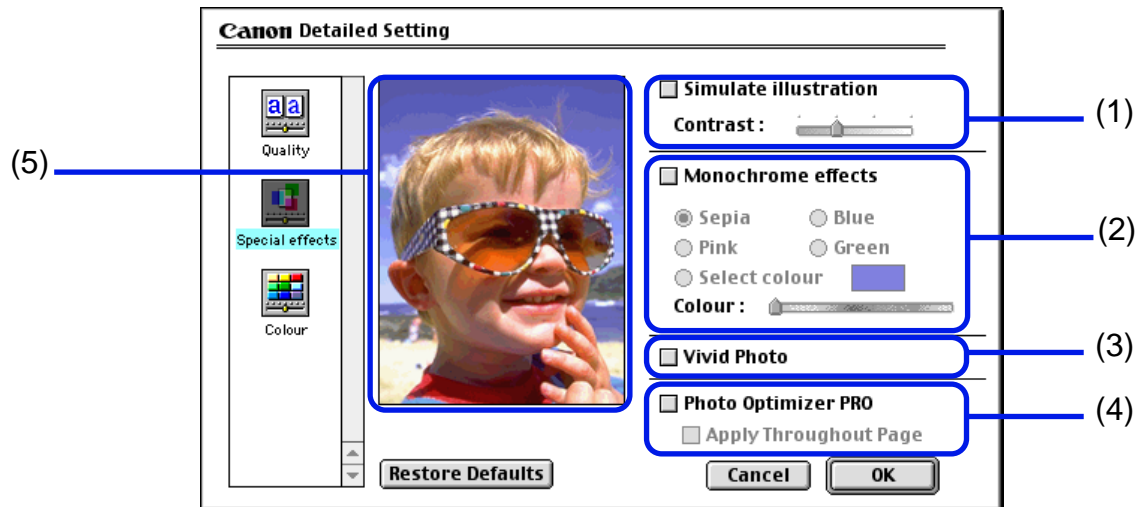 Canon Detailed Setting
aa
Quality
Special effects
Colour
(5)
Simulate illustration
Contrast :
(1)
Monochrome effects
Sepia
Blue
Pink
Green
Select colour
Colour :
(2)
Vivid Photo
(3)
Photo Optimizer PRO
Apply Throughout Page
(4)
Restore Defaults
Cancel
OK